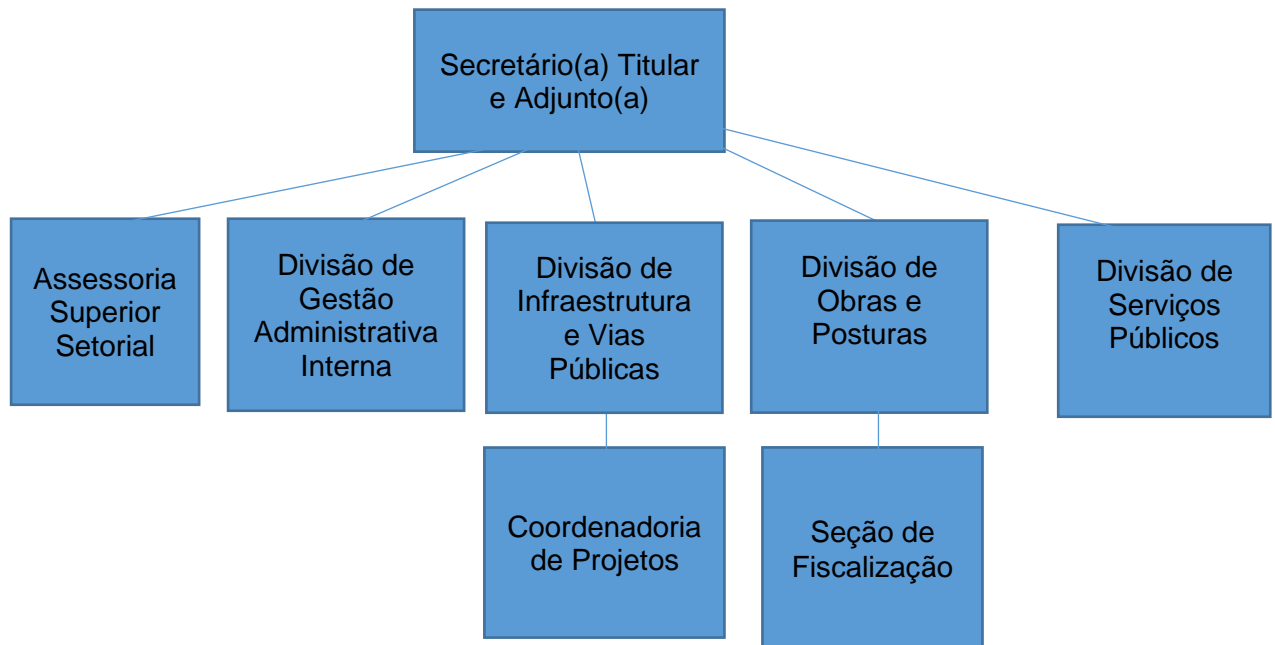 Secretário(a) Titular
e Adjunto(a)
Assessoria
Superior
Setorial
Divisão de
Gestão
Administrativa
Interna
Divisão de
Infraestrutura
e Vias
Públicas
Divisão de
Obras e
Posturas
Divisão de
Serviços
Públicos
Coordenadoria
de Projetos
Seção de
Fiscalização